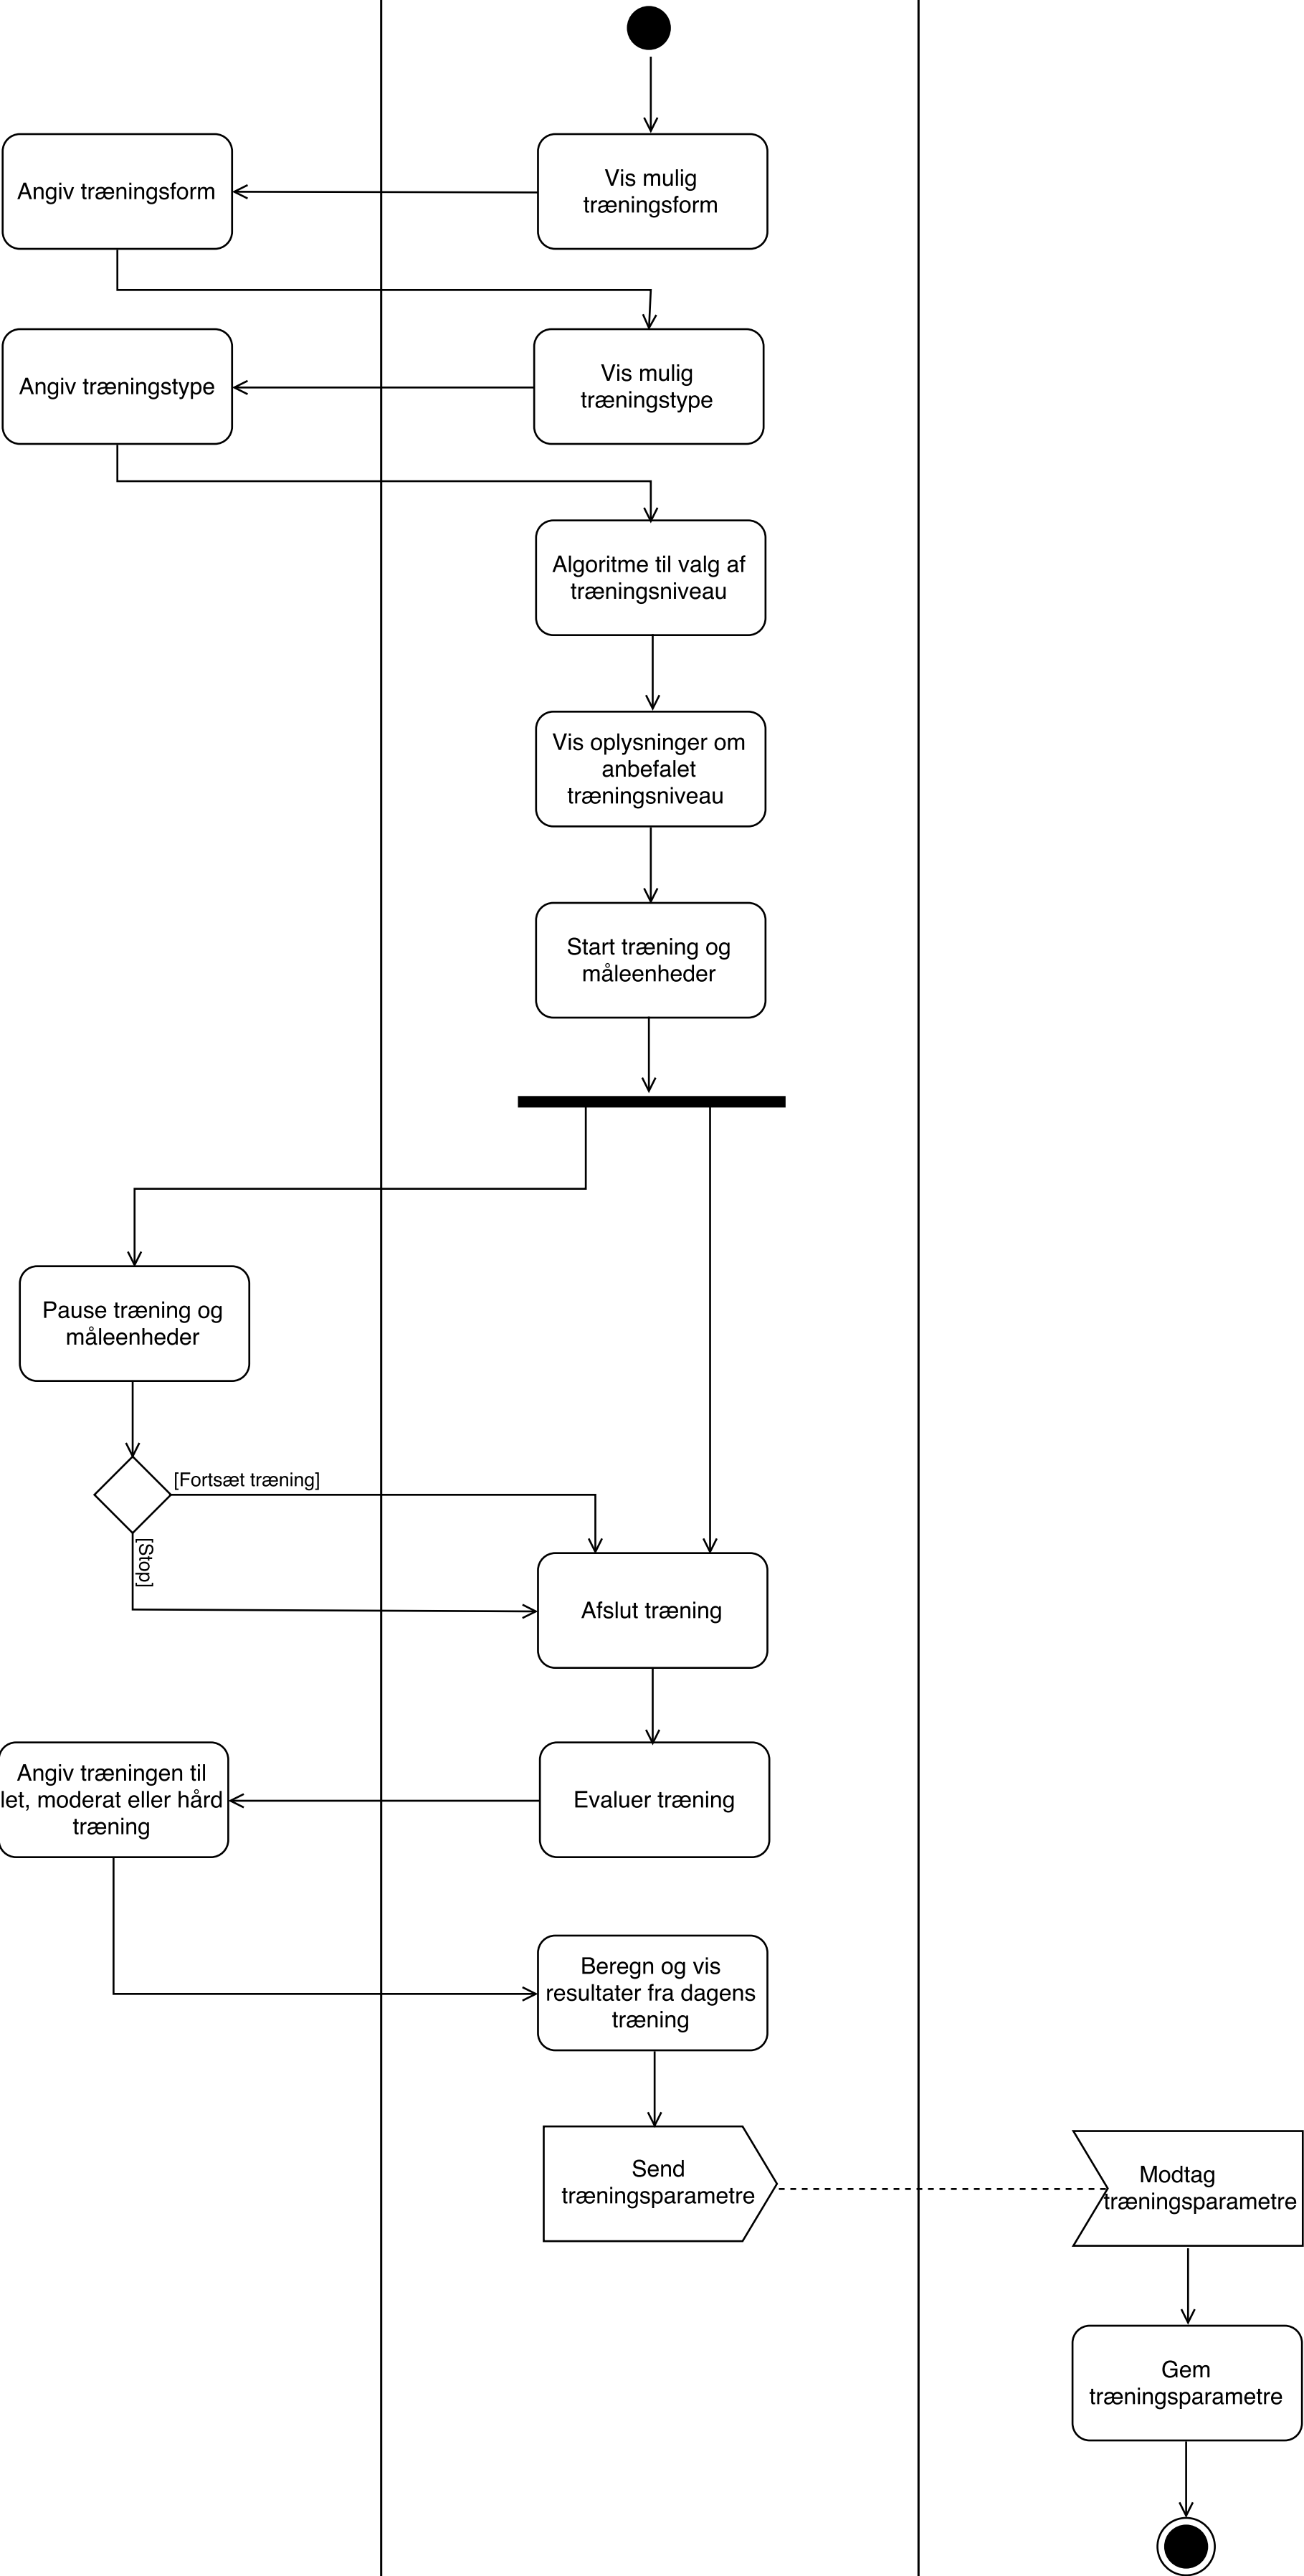 Vis mulig
træningsform
Angiv træningsform
Vis mulig
træningstype
Angiv træningstype
Algoritme til valg af
træningsniveau
Vis oplysninger om
anbefalet
træningsniveau
Start træning og
måleenheder
Pause træning og
måleenheder
[Fortsæt træning]
[Stop]
Afslut træning
Evaluer træning
Angiv træningen til
let, moderat eller hård
træning
Beregn og vis
resultater fra dagens
træning
Send
træningsparametre
Modtag
træningsparametre
Gem
træningsparametre